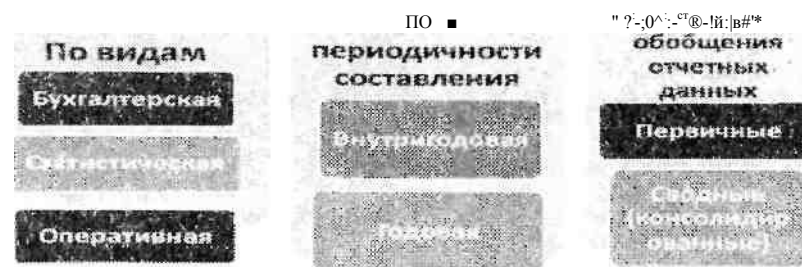 По видам
Бухгалтерская
Статистическая
Оперативная
ПО ■
периодичности
составления
Внутригодовая
Годовая
обобщения
отчетных
данных
Первичные
Сводные
(консолидир
ованные)